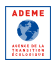 ADEME
AGENCE DE LA
TRANSITION
ÉCOLOGIQUE